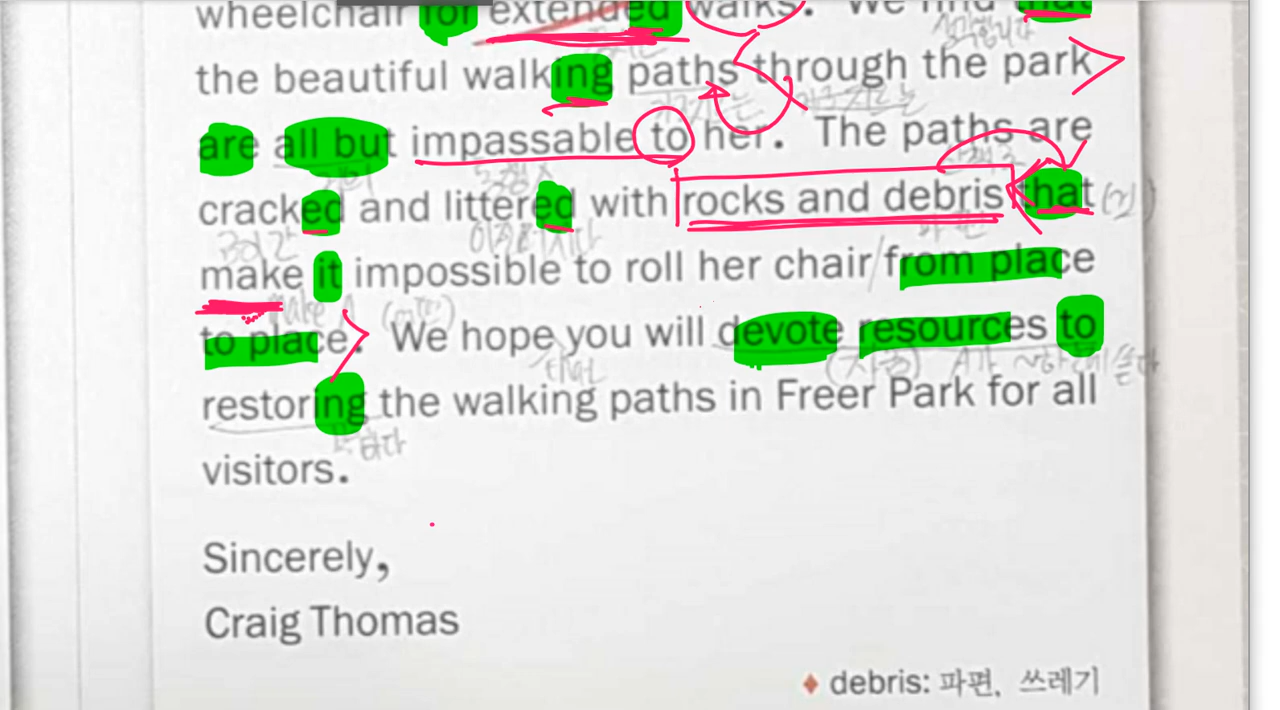 wheelchair for extended walks. We find that
the beautiful walking paths through the park
are all but impassable to her. The paths are
cracked and littered with rocks and debris that
make it impossible to roll her chair/from place
to place. We hope you will devote resources to
restoring the walking paths in Freer Park for all
visitors.
Sincerely,
Craig Thomas
♦ debris: 파편, 쓰레기